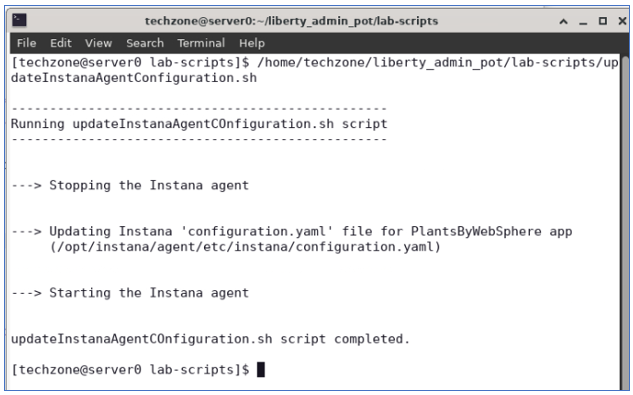 techzone@server0:~/liberty_admin_pot/lab-scripts
File Edit View Search Terminal Help
[techzone@server0 lab-scripts]$ /home/techzone/liberty_admin_pot/lab-scripts/up
dateInstanaAgentConfiguration.sh
-------------------------------------------------
Running updateInstanaAgentCOnfiguration.sh script
-------------------------------------------------
---> Stopping the Instana agent
---> Updating Instana 'configuration.yaml' file for PlantsByWebSphere app
(/opt/instana/agent/etc/instana/configuration.yaml)
---> Starting the Instana agent
updateInstanaAgentCOnfiguration.sh script completed.
[techzone@server0 lab-scripts]$